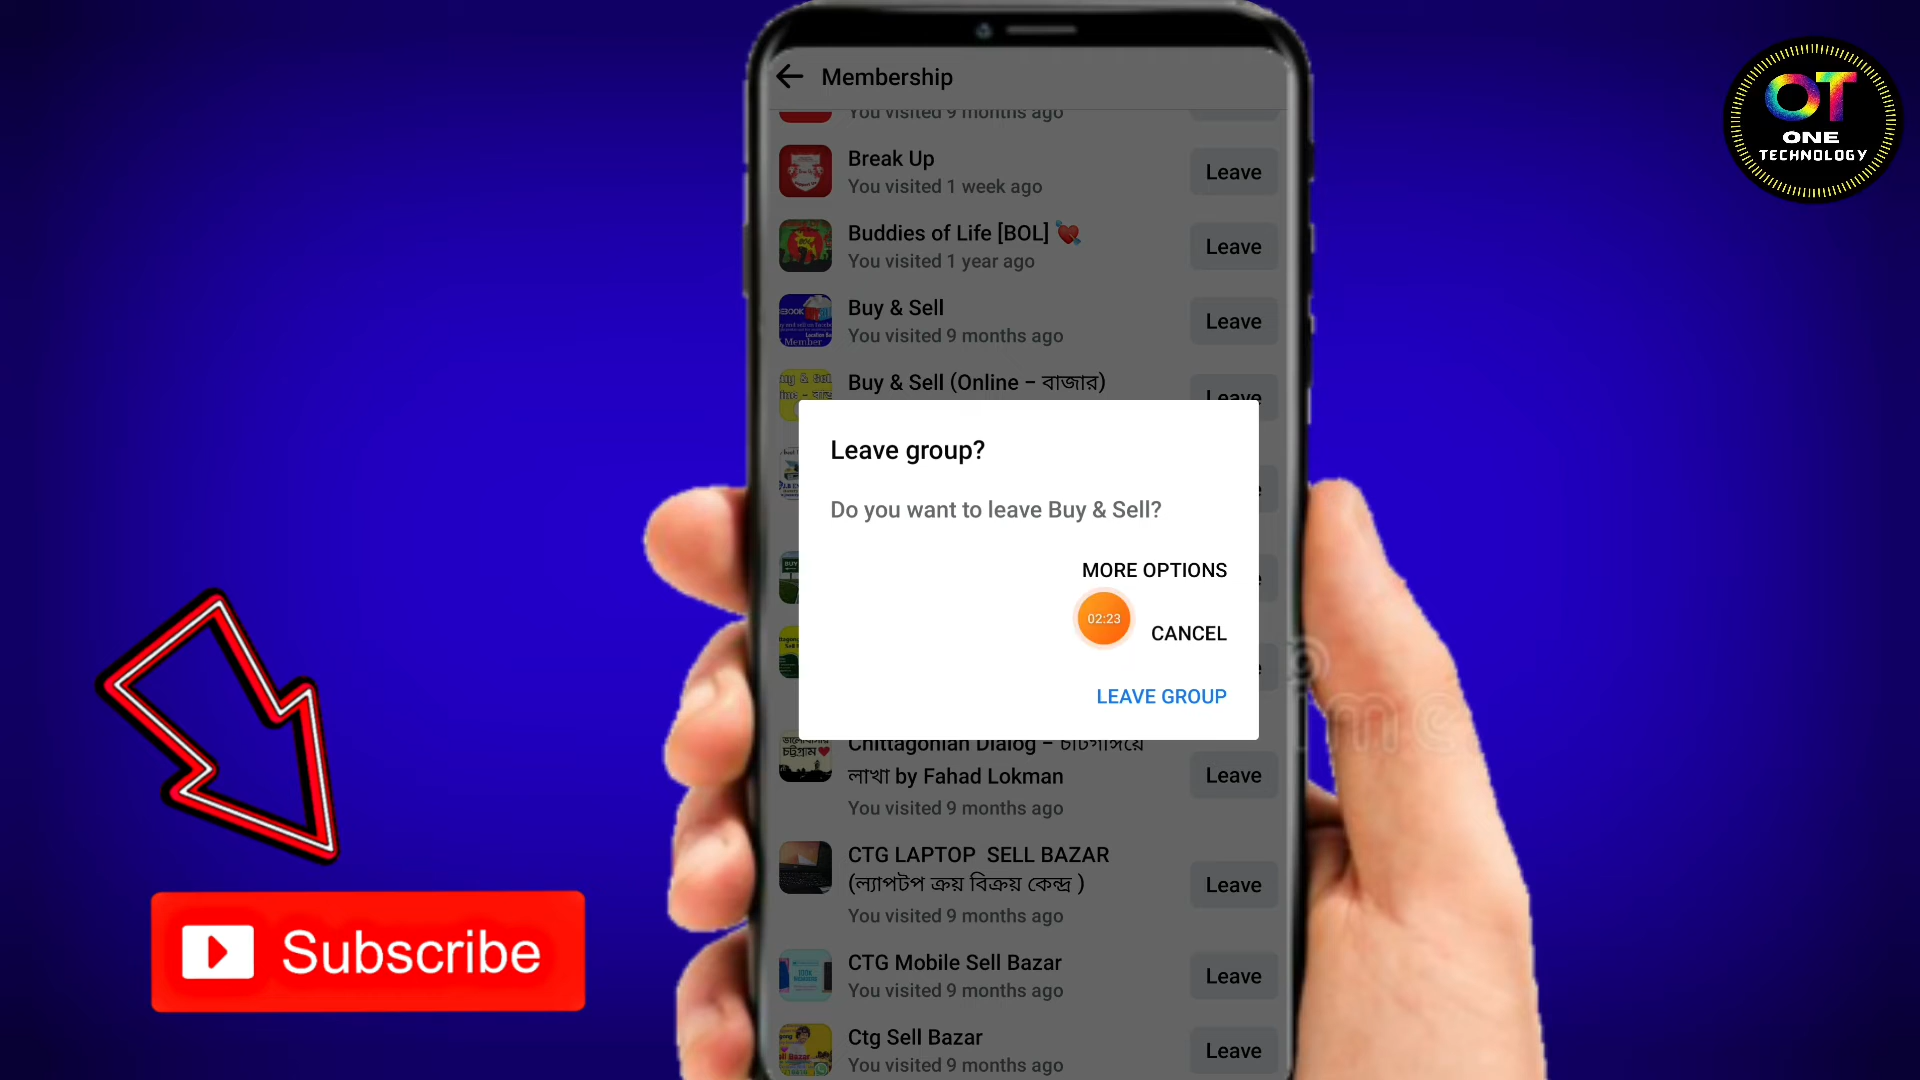 OT
ONE
TECHNOLOGY
Membership
You visited 9 months ago
Break Up
You visited 1 week ago
Leave
Buddies of Life [BOL] 💘
You visited 1 year ago
Leave
Buy & Sell
You visited 9 months ago
Leave
Member
Buy & Sell (Online – বাজার)
Leave
Leave group?
Do you want to leave Buy & Sell?
MORE OPTIONS
02:23
CANCEL
LEAVE GROUP
Chittagonian Dialog – চাটগাঁইয়ে
লাখা by Fahad Lokman
You visited 9 months ago
Leave
CTG LAPTOP SELL BAZAR
(ল্যাপটপ ক্রয় বিক্রয় কেন্দ্র )
You visited 9 months ago
Leave
CTG Mobile Sell Bazar
You visited 9 months ago
Leave
Ctg Sell Bazar
You visited 9 months ago
Leave
Subscribe